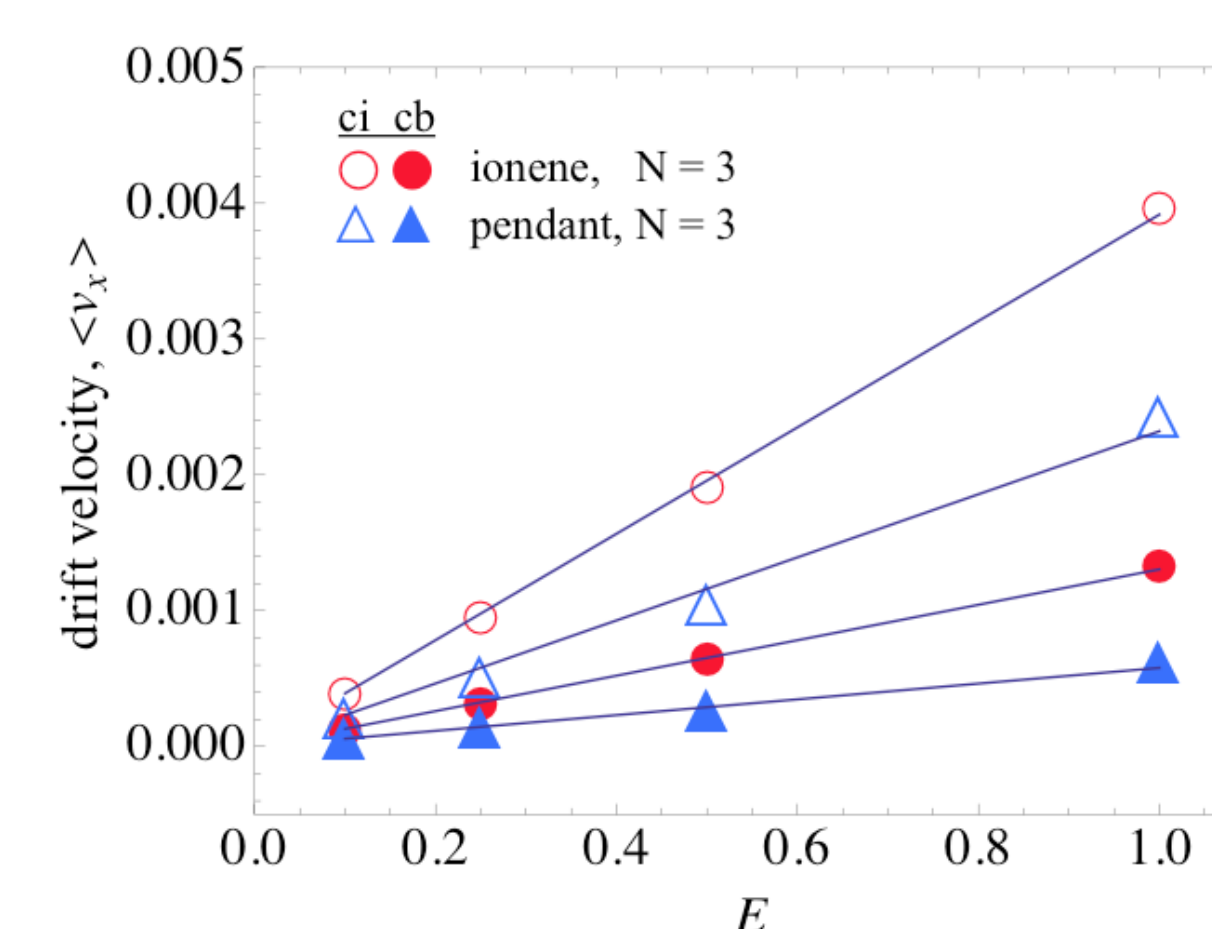 0.005
ci cb
ionene, N = 3
pendant, N = 3
0.004
0.003
0.002
0.001
0.000
drift velocity, <vₓ>
0.0 0.2 0.4 0.6 0.8 1.0
E